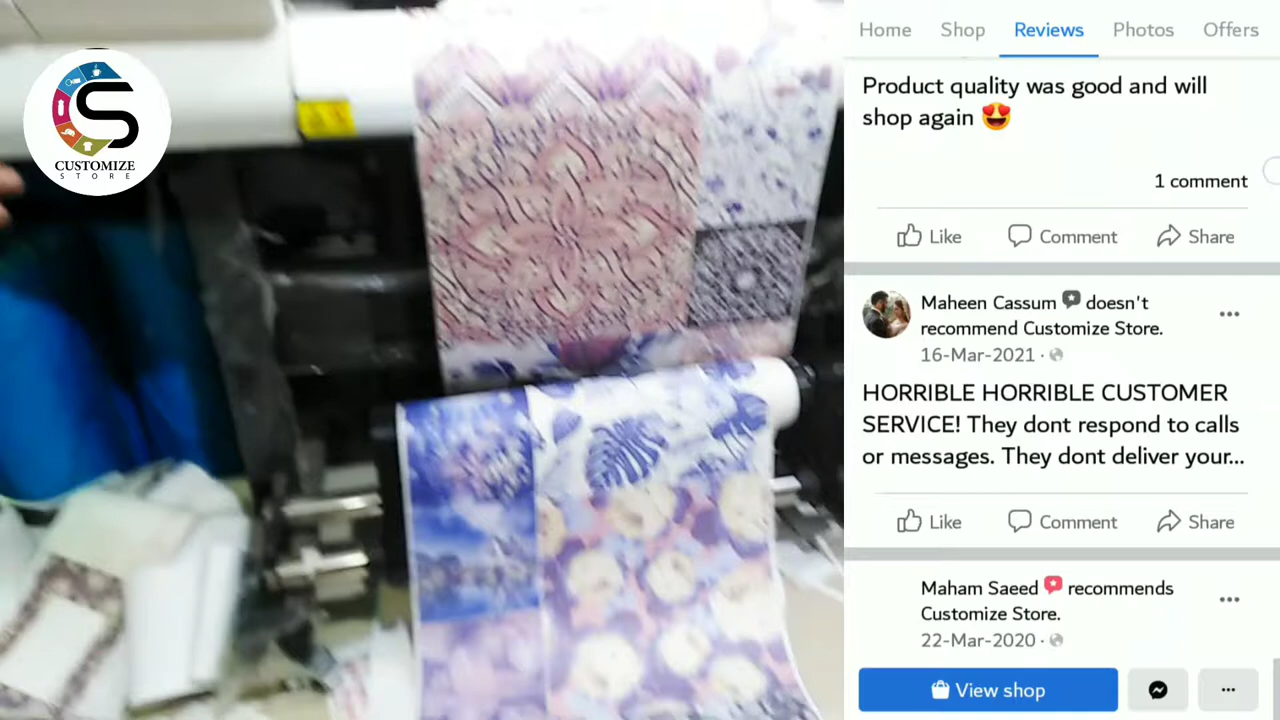 CUSTOMIZE
STORE
Home Shop Reviews Photos Offers
Product quality was good and will
shop again 😍
1 comment
Like Comment Share
Maheen Cassum doesn't
recommend Customize Store.
16-Mar-2021 ·
HORRIBLE HORRIBLE CUSTOMER
SERVICE! They dont respond to calls
or messages. They dont deliver your...
Like Comment Share
Maham Saeed recommends
Customize Store.
22-Mar-2020 ·
View shop